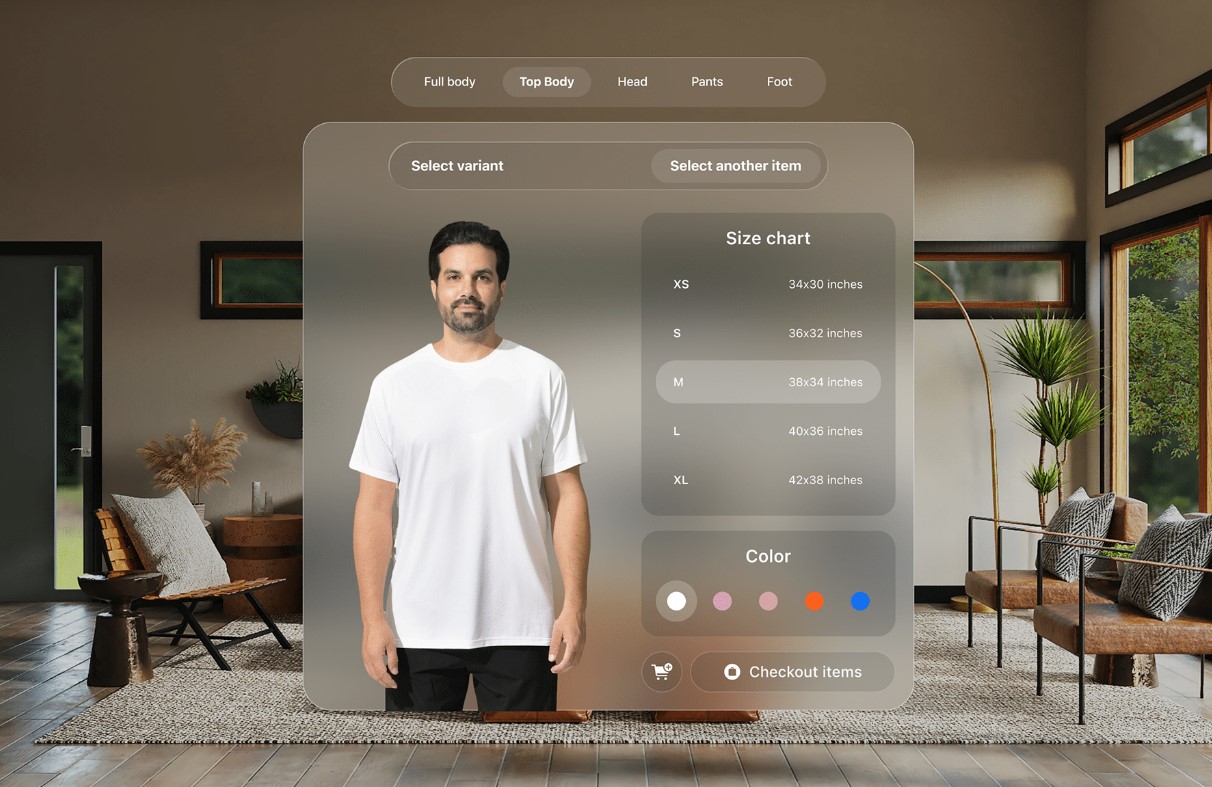 Full body Top Body Head Pants Foot
Select variant Select another item
Size chart
XS 34x30 inches
S 36x32 inches
M 38x34 inches
L 40x36 inches
XL 42x38 inches
Color
Checkout items